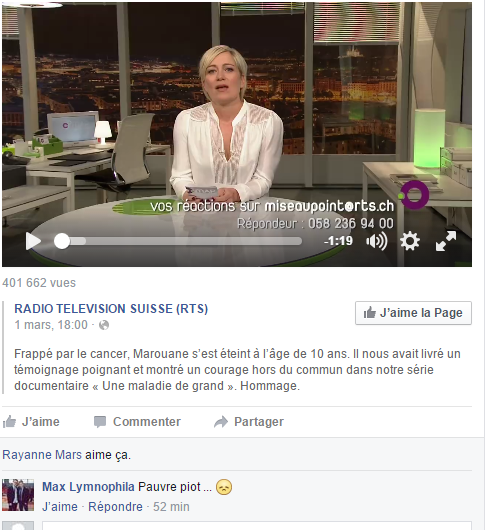 vos réactions sur miseaupoint@rts.ch
Répondeur : 058 236 94 00
-1:19
401 662 vues
RADIO TELEVISION SUISSE (RTS)
J'aime la Page
1 mars, 18:00 ·
Frappé par le cancer, Marouane s'est éteint à l'âge de 10 ans. Il nous avait livré un
témoignage poignant et montré un courage hors du commun dans notre série
documentaire « Une maladie de grand ». Hommage.
J'aime Commenter Partager
Rayanne Mars aime ça.
Max Lymnophila Pauvre piot ... 😞
J'aime · Répondre · 52 min